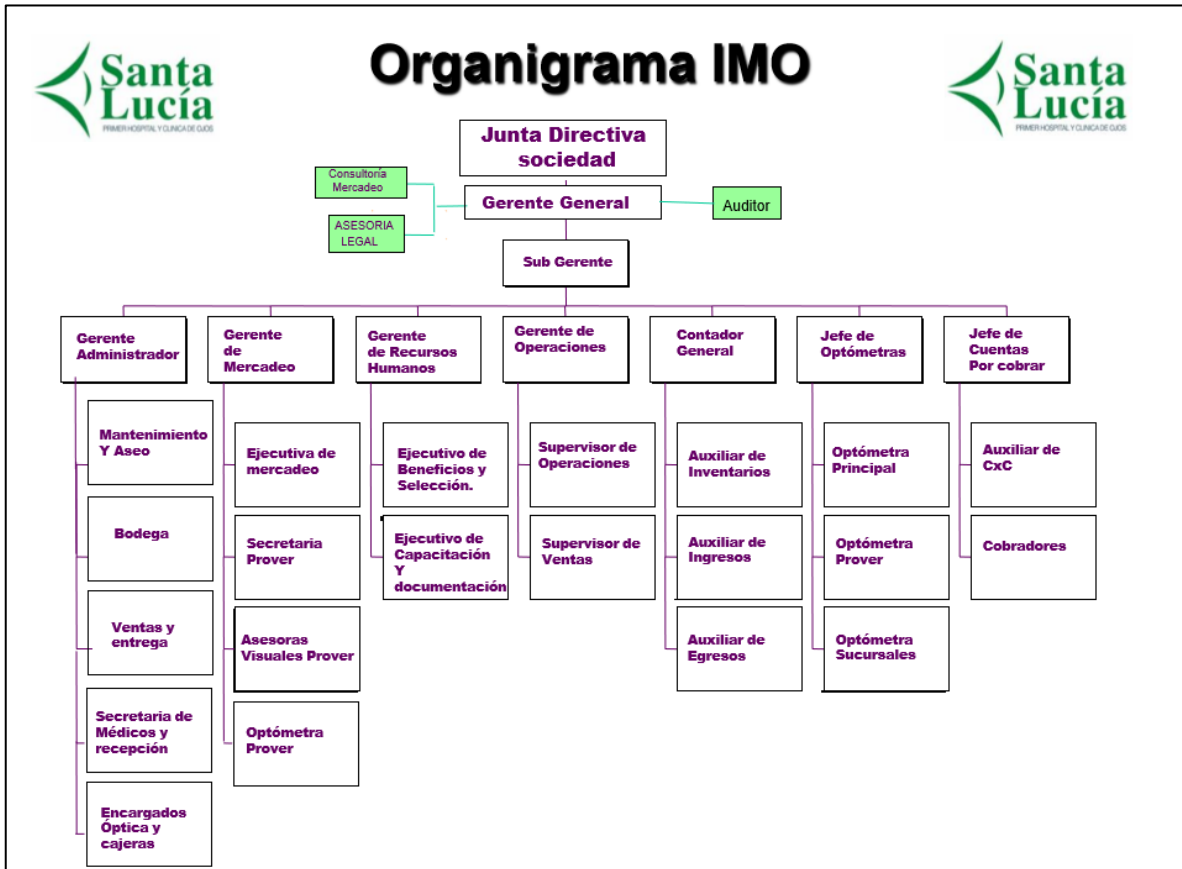 Santa
Lucía
PRIMER HOSPITAL Y CLINICA DE OJOS
Organigrama IMO
Santa
Lucía
PRIMER HOSPITAL Y CLINICA DE OJOS
Junta Directiva
sociedad
Consultoría
Mercadeo
Gerente General
Auditor
ASESORIA
LEGAL
Sub Gerente
Gerente
Administrador
Gerente
de
Mercadeo
Gerente
de Recursos
Humanos
Gerente de
Operaciones
Contador
General
Jefe de
Optómetras
Jefe de
Cuentas
Por cobrar
Mantenimiento
Y Aseo
Bodega
Ventas y
entrega
Secretaria de
Médicos y
recepción
Encargados
Óptica y
cajeras
Ejecutiva de
mercadeo
Secretaria
Prover
Asesoras
Visuales Prover
Optómetra
Prover
Ejecutivo de
Beneficios y
Selección.
Ejecutivo de
Capacitación
Y
documentación
Supervisor de
Operaciones
Supervisor de
Ventas
Auxiliar de
Inventarios
Auxiliar de
Ingresos
Auxiliar de
Egresos
Optómetra
Principal
Optómetra
Prover
Optómetra
Sucursales
Auxiliar de
CxC
Cobradores